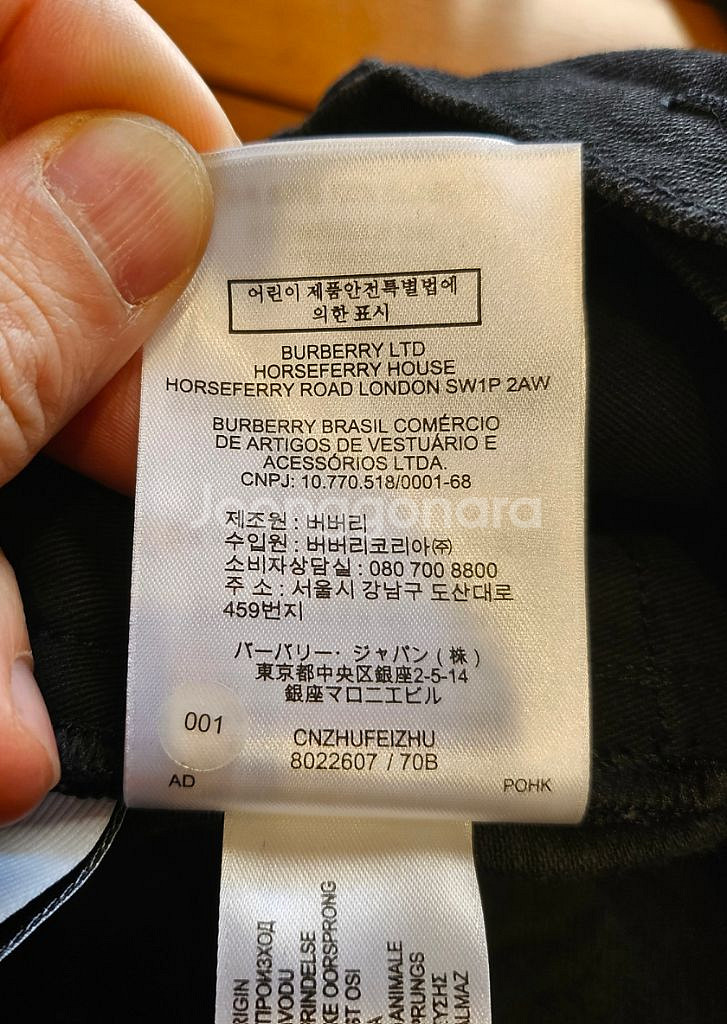 어린이 제품안전특별법에
의한 표시
BURBERRY LTD
HORSEFERRY HOUSE
HORSEFERRY ROAD LONDON SW1P 2AW
BURBERRY BRASIL COMÉRCIO
DE ARTIGOS DE VESTUÁRIO E
ACESSÓRIOS LTDA.
CNPJ: 10.770.518/0001-68
제조원 : 버버리
수입원 : 버버리코리아㈜
소비자상담실 : 080 700 8800
주 소 : 서울시 강남구 도산대로
459번지
バーバリー・ジャパン ( 株 )
東京都中央区銀座2-5-14
銀座マロニエビル
001
CNZHUFEIZHU
8022607 / 70B
AD
POHK
OORSPRONG
OSI